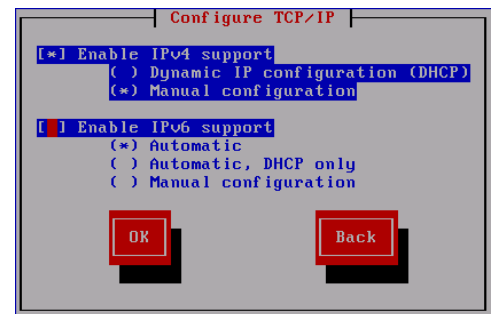 Configure TCP/IP
[*] Enable IPv4 support
( ) Dynamic IP configuration (DHCP)
(*) Manual configuration
[ ] Enable IPv6 support
(*) Automatic
( ) Automatic, DHCP only
( ) Manual configuration
OK
Back